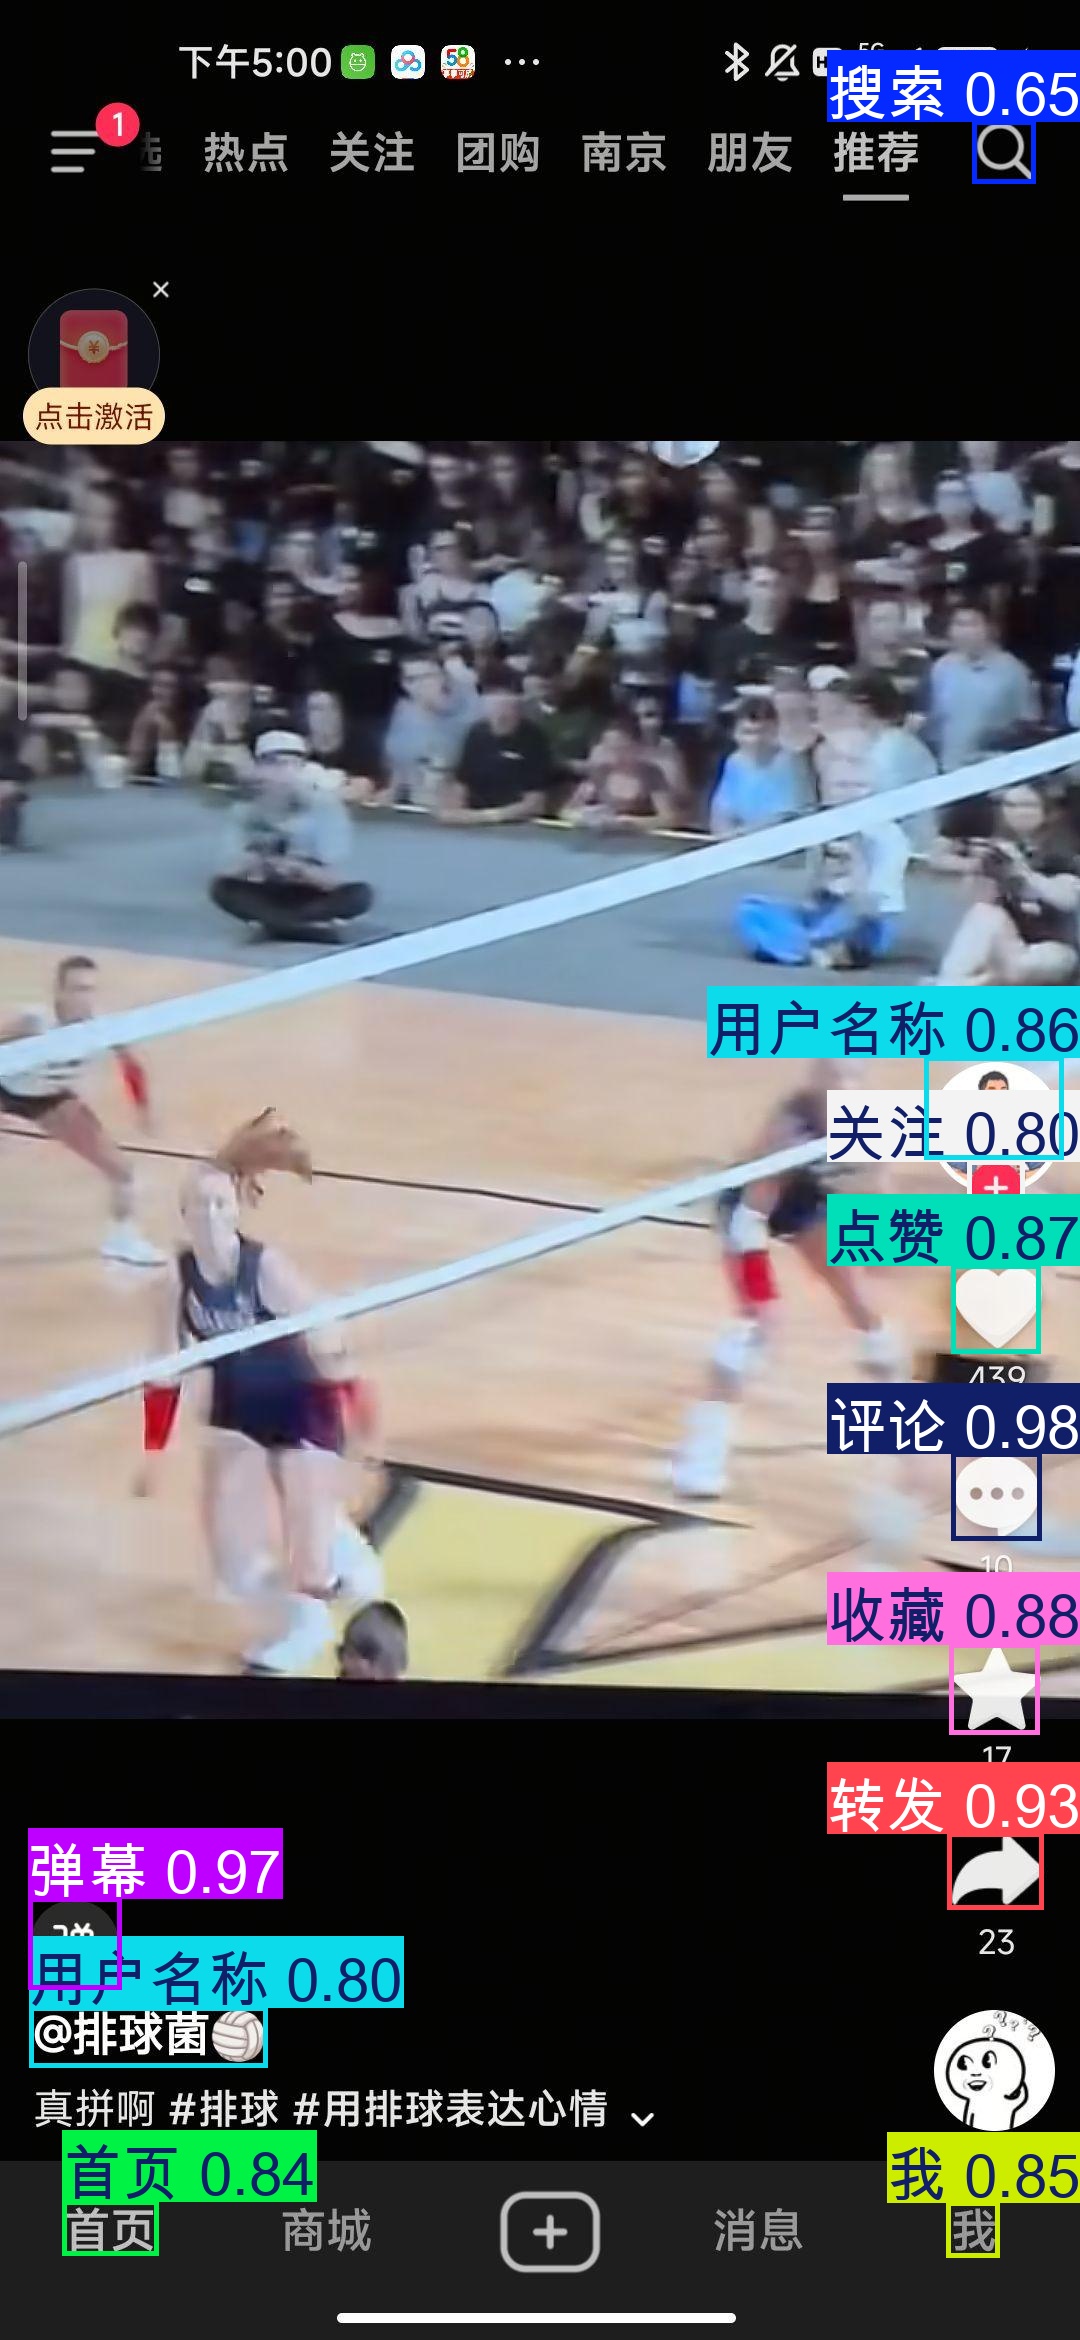 下午5:00
搜索 0.65
1
热点 关注 团购 南京 朋友 推荐
点击激活
用户名称 0.86
关注 0.80
点赞 0.87
439
评论 0.98
10
收藏 0.88
17
转发 0.93
23
弹幕 0.97
用户名称 0.80
@排球菌
真拼啊 #排球 #用排球表达心情
首页 0.84
我 0.85
首页 商城 消息 我